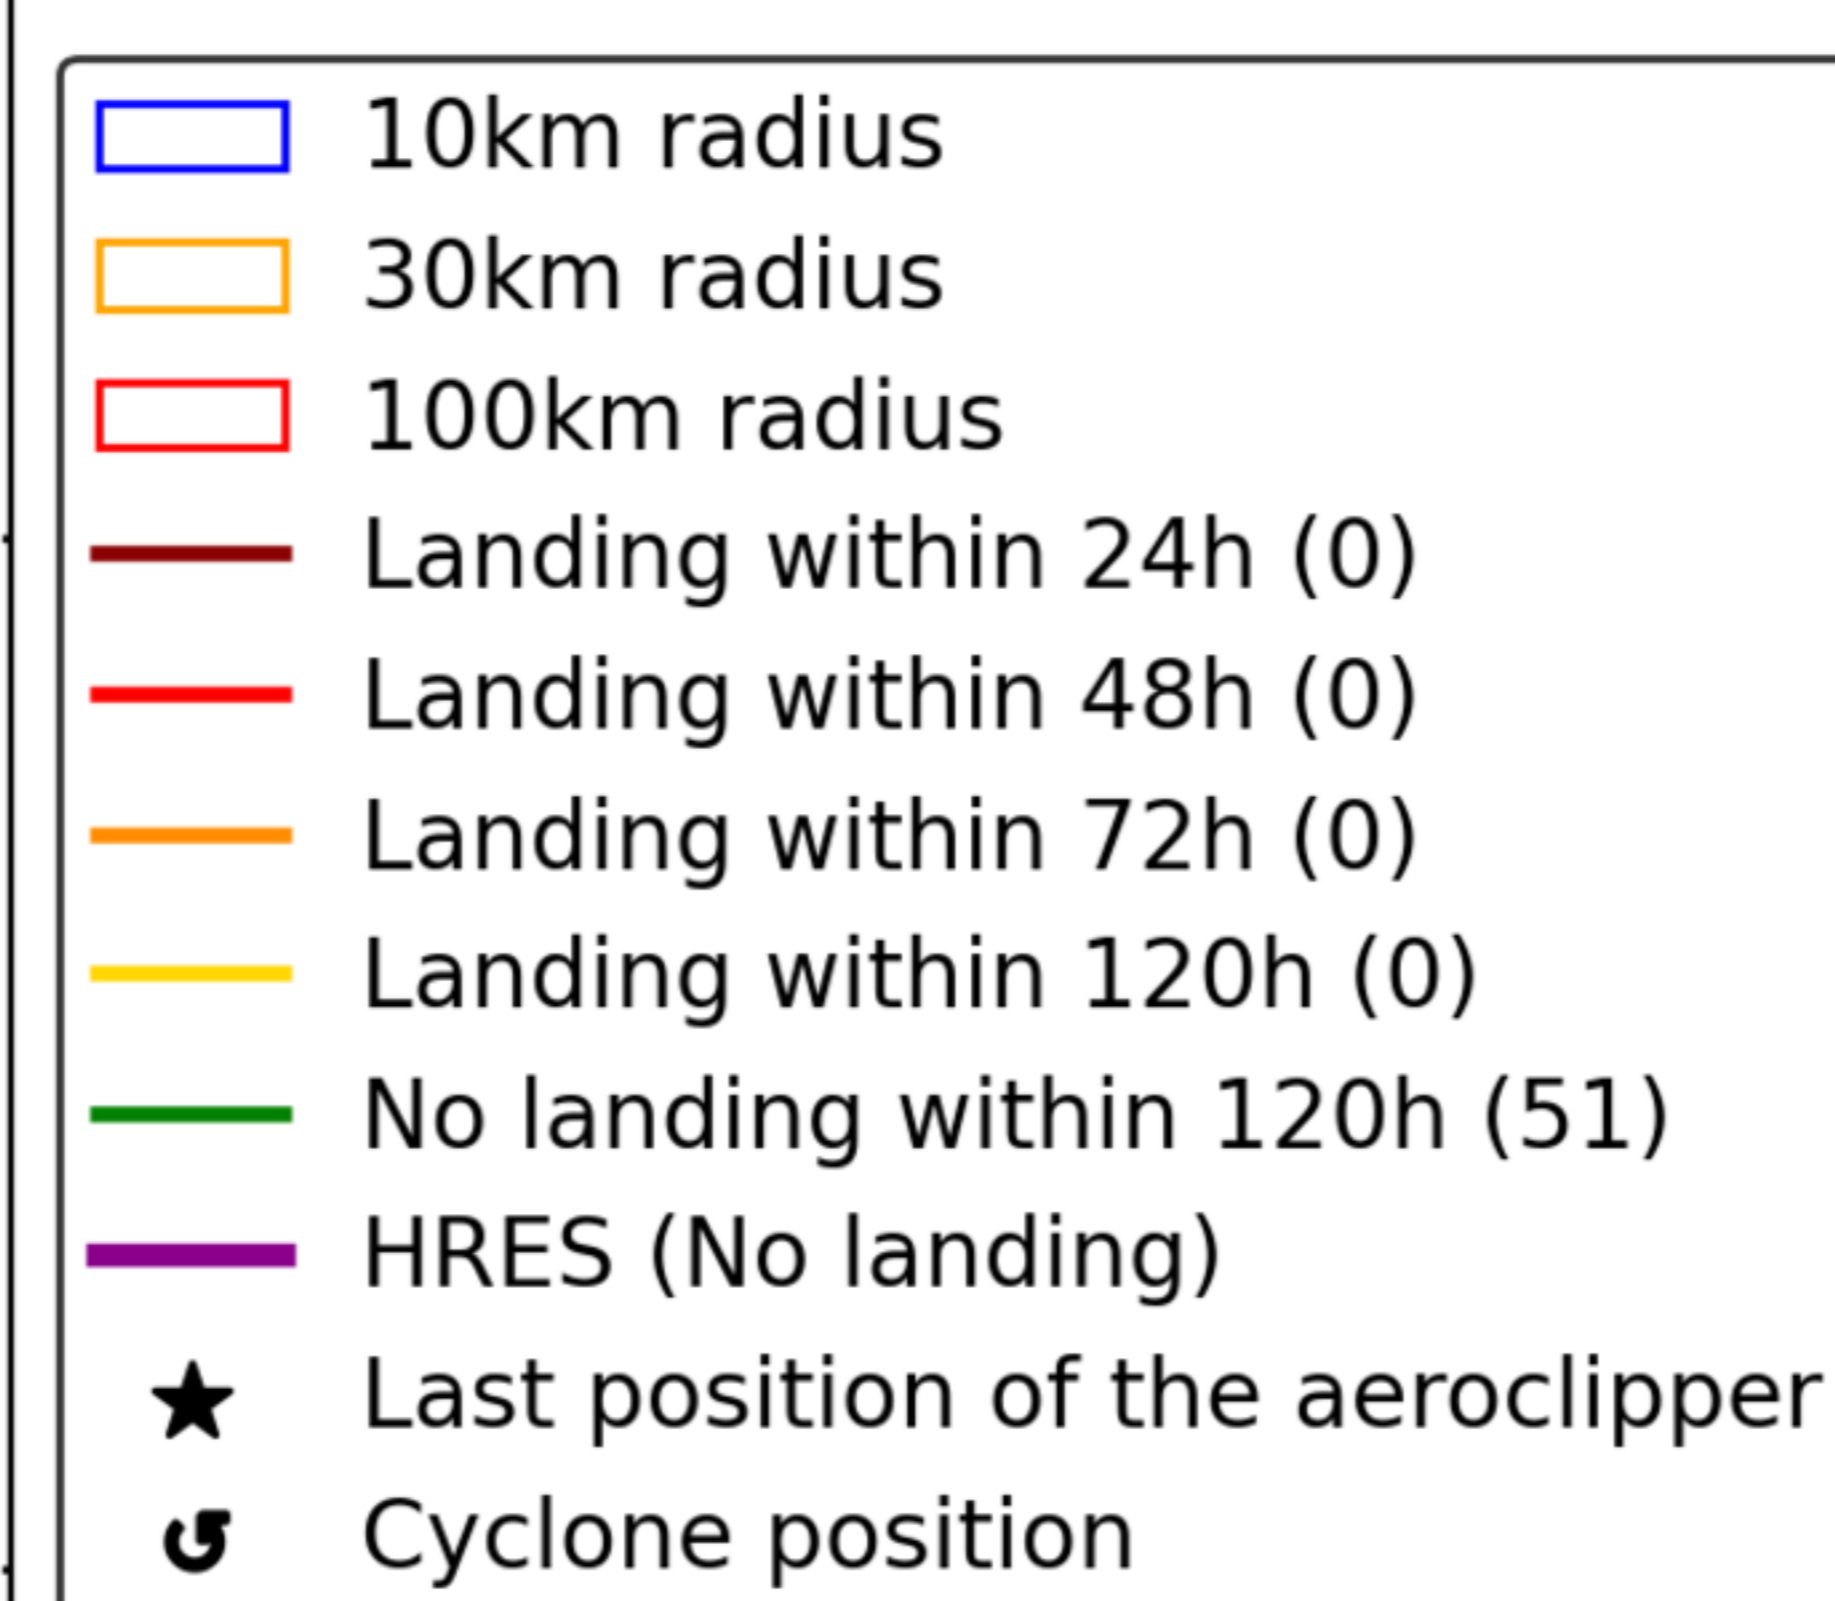 10km radius
30km radius
100km radius
Landing within 24h (0)
Landing within 48h (0)
Landing within 72h (0)
Landing within 120h (0)
No landing within 120h (51)
HRES (No landing)
Last position of the aeroclipper
Cyclone position